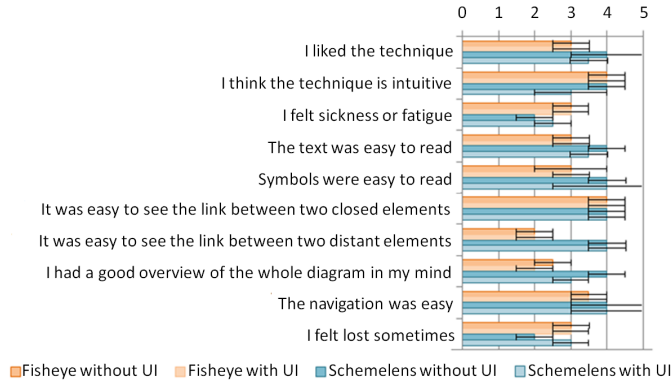 0 1 2 3 4 5
I liked the technique
I think the technique is intuitive
I felt sickness or fatigue
The text was easy to read
Symbols were easy to read
It was easy to see the link between two closed elements
It was easy to see the link between two distant elements
I had a good overview of the whole diagram in my mind
The navigation was easy
I felt lost sometimes
Fisheye without UI Fisheye with UI Schemelens without UI Schemelens with UI